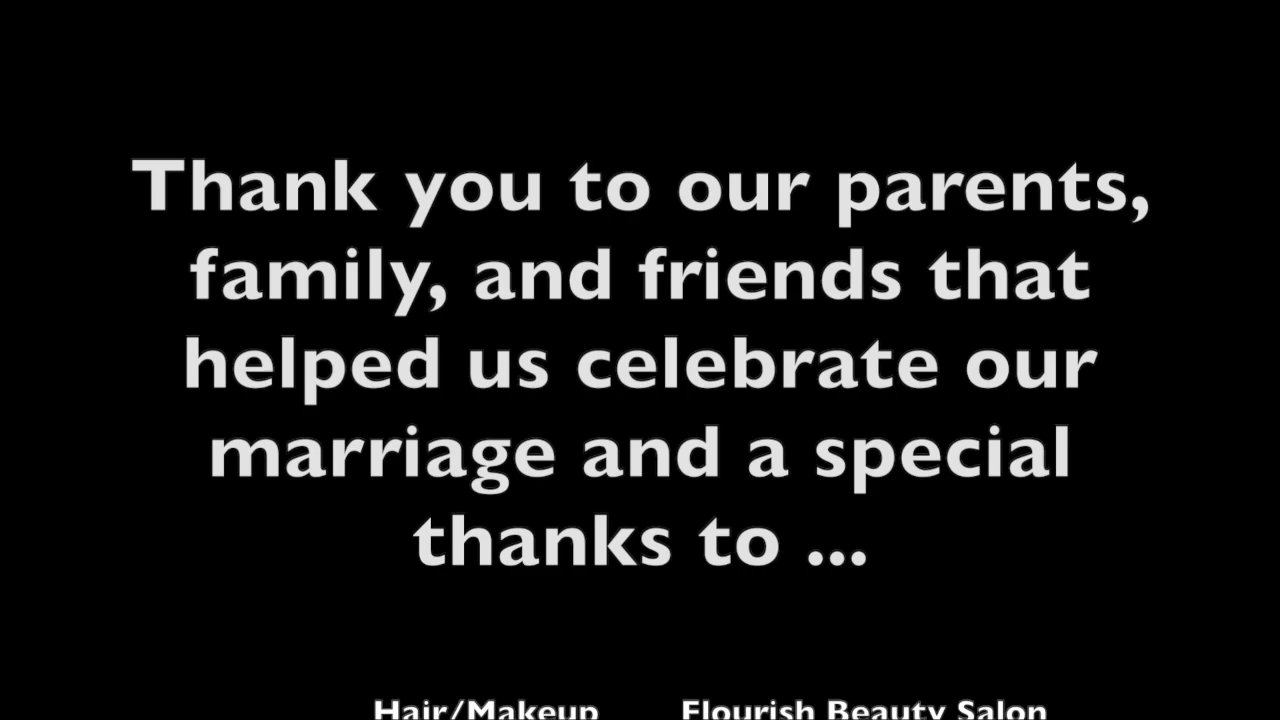 Thank you to our parents,
family, and friends that
helped us celebrate our
marriage and a special
thanks to ...
Hair/Makeup Flourish Beauty Salon